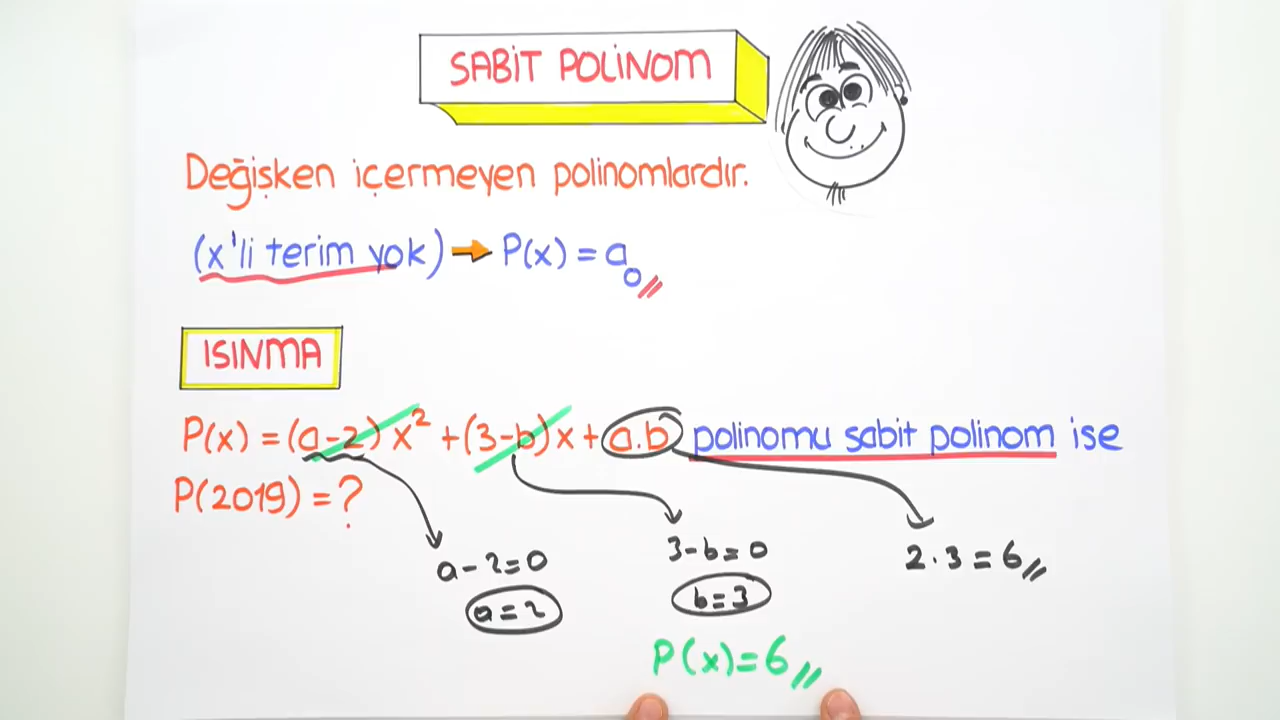 SABİT POLİNOM
Değişken içermeyen polinomlardır.
(x'li terim yok) → P(x) = a₀
ISINMA
P(x) = (a-2) x² + (3-b)x + a.b polinomu sabit polinom ise
P(2019) = ?
a - 2 = 0
a = 2
3 - b = 0
b = 3
2 . 3 = 6
P(x) = 6